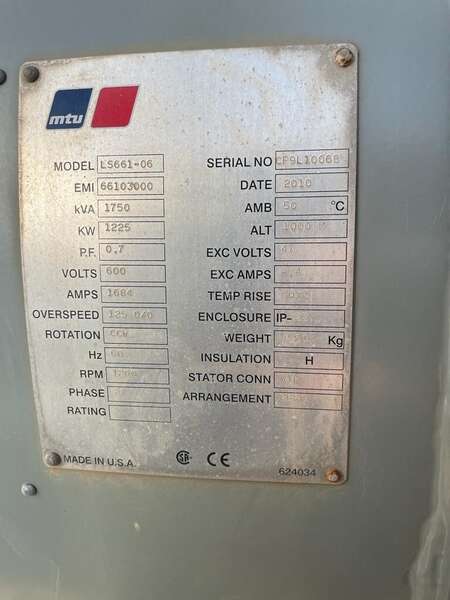 mtu
MODEL LS661-06
EMI 66103000
kVA 1750
KW 1225
P.F. 0.7
VOLTS 600
AMPS 1684
OVERSPEED
ROTATION CCW
Hz 60
RPM
PHASE
RATING
SERIAL NO
DATE 2010
AMB 50 °C
ALT 1000
EXC VOLTS
EXC AMPS
TEMP RISE
ENCLOSURE IP-
WEIGHT Kg
INSULATION H
STATOR CONN
ARRANGEMENT
MADE IN U.S.A.
CE
624034